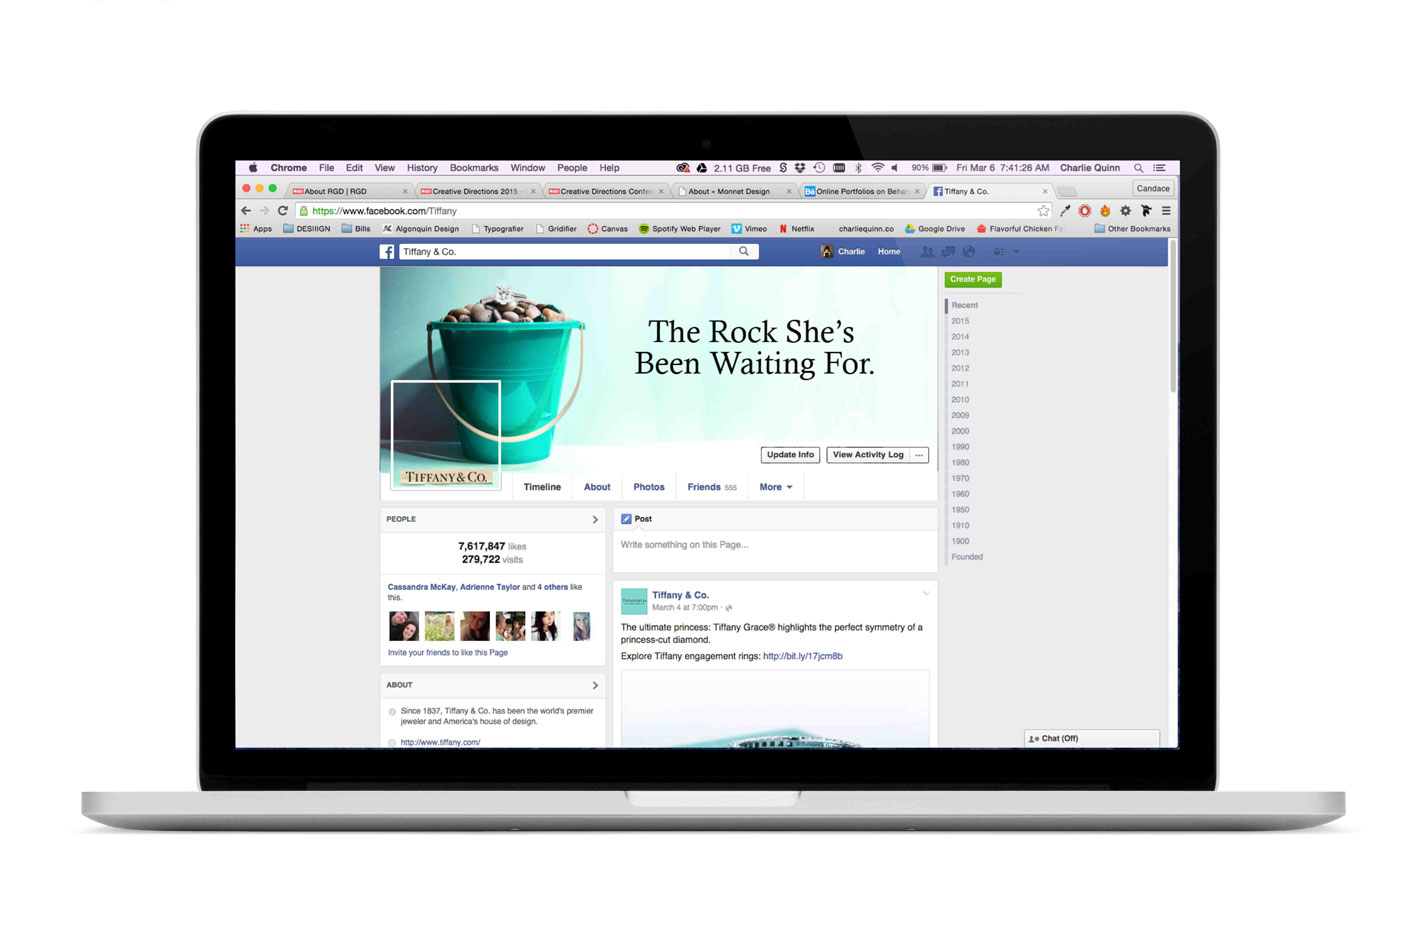 Chrome File Edit View History Bookmarks Window People Help 2.11 GB Free 90% Fri Mar 6 7:41:26 AM Charlie Quinn
About RGD | RGD Creative Directions 2015 - Creative Directions Confe About – Monnet Design Online Portfolios on Behan Tiffany & Co. Candace
https://www.facebook.com/Tiffany
Apps DESIIIGN Bills Algonquin Design Typografier Gridifier Canvas Spotify Web Player Vimeo Netflix charliequinn.co Google Drive Flavorful Chicken Fa Other Bookmarks
Tiffany & Co. Charlie Home
Create Page
The Rock She's
Been Waiting For.
Recent
2015
2014
2013
2012
2011
2010
2009
2000
1990
1980
1970
1960
1950
1910
1900
Founded
Update Info View Activity Log ...
TIFFANY & CO.
Timeline About Photos Friends 555 More
PEOPLE
7,617,847 likes
279,722 visits
Cassandra McKay, Adrienne Taylor and 4 others like
this.
Invite your friends to like this Page
ABOUT
Since 1837, Tiffany & Co. has been the world's premier
jeweler and America's house of design.
http://www.tiffany.com/
Post
Write something on this Page...
Tiffany & Co.
March 4 at 7:00pm ·
The ultimate princess: Tiffany Grace® highlights the perfect symmetry of a
princess-cut diamond.
Explore Tiffany engagement rings: http://bit.ly/17jcm8b
Chat (Off)